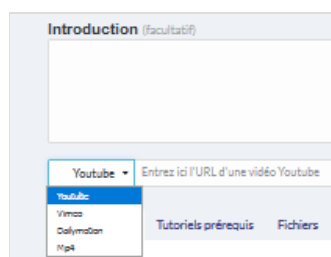 Introduction (facultatif)
Youtube Entrez ici l'URL d'une vidéo Youtube
Youtube
Vimeo
Dailymotion
Mp4
Tutoriels prérequis Fichiers